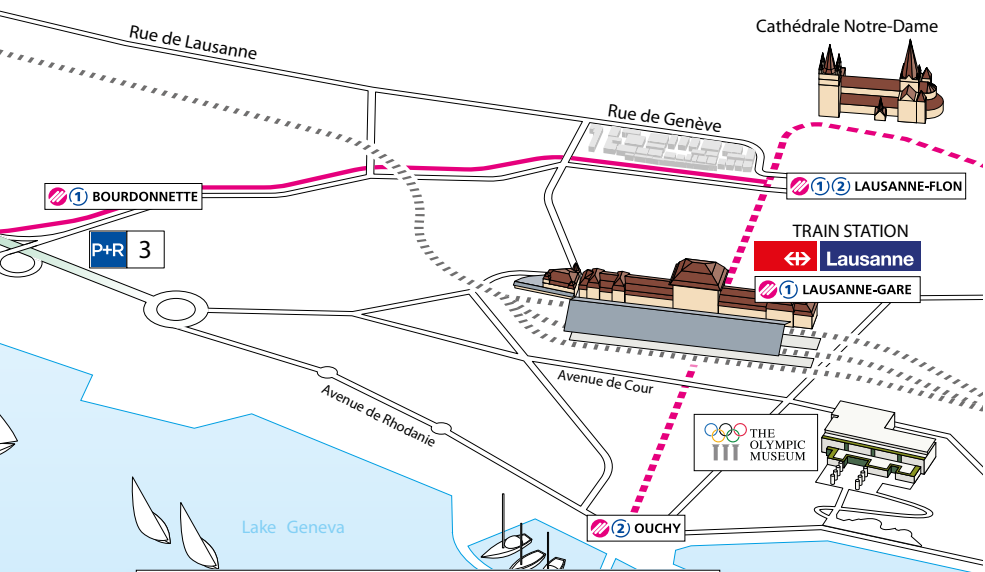 Cathédrale Notre-Dame
Rue de Lausanne
Rue de Genève
1 BOURDONNETTE
1 2 LAUSANNE-FLON
P+R 3
TRAIN STATION
Lausanne
1 LAUSANNE-GARE
Avenue de Cour
Avenue de Rhodanie
THE
OLYMPIC
MUSEUM
Lake Geneva
2 OUCHY